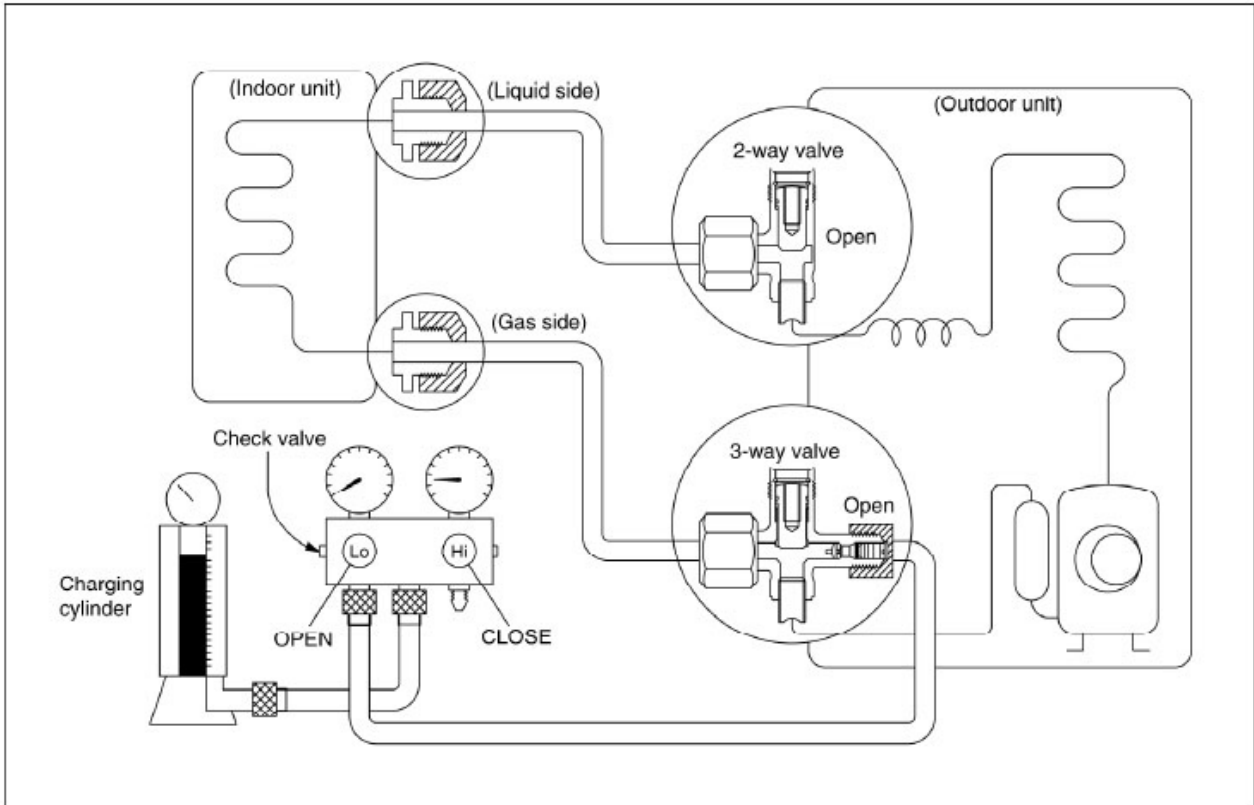 (Indoor unit)
(Liquid side)
(Outdoor unit)
2-way valve
Open
(Gas side)
Check valve
3-way valve
Open
Lo
Hi
Charging
cylinder
OPEN
CLOSE